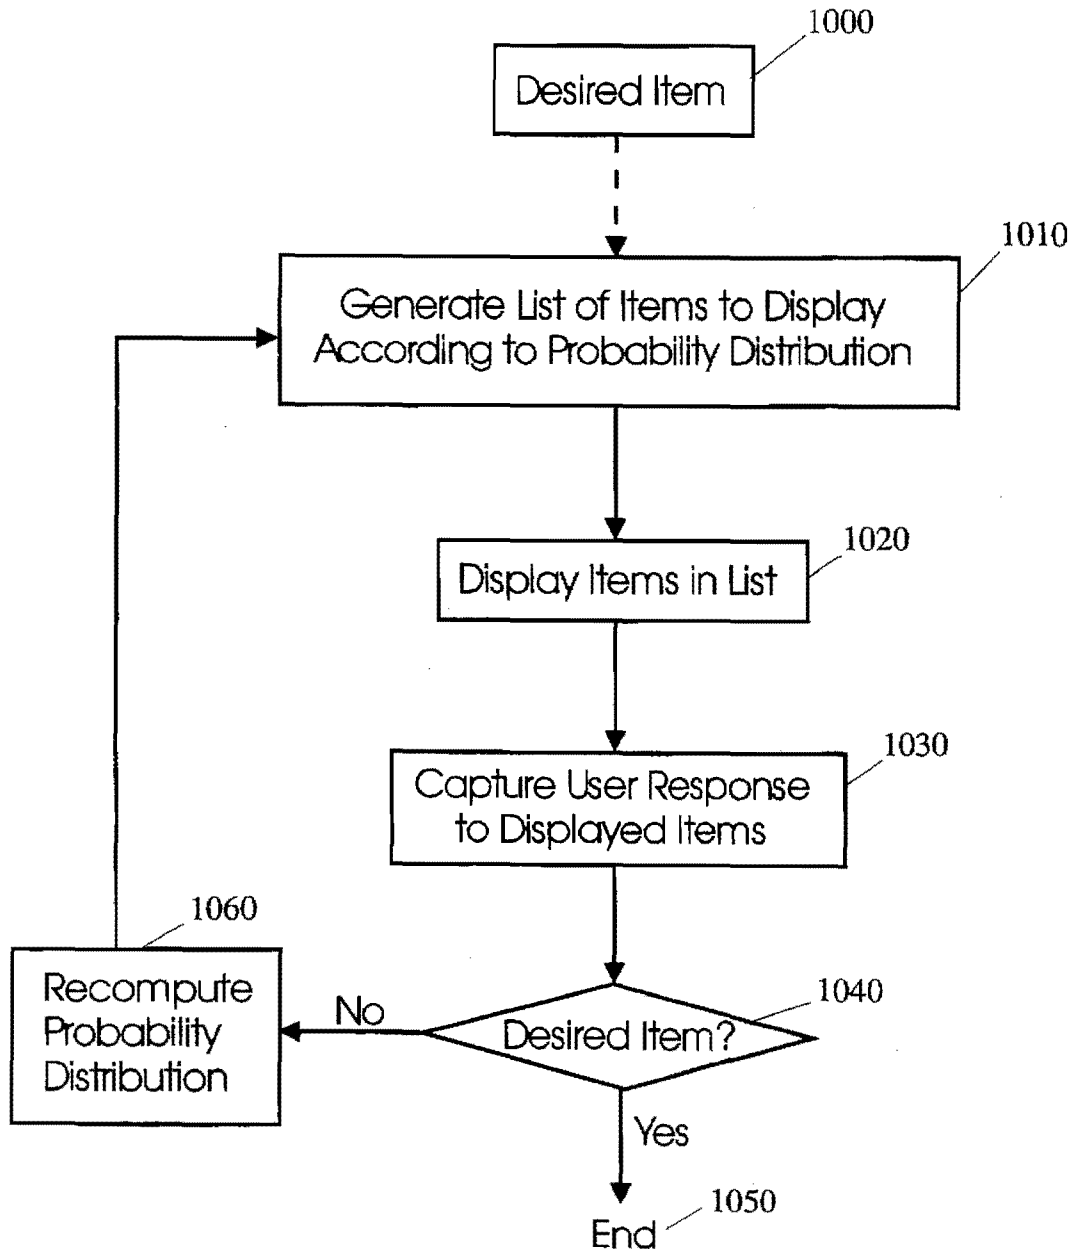 1000
Desired Item
1010
Generate List of Items to Display
According to Probability Distribution
1020
Display Items in List
1030
Capture User Response
to Displayed Items
1060
Recompute
Probability
Distribution
No
1040
Desired Item?
Yes
1050
End